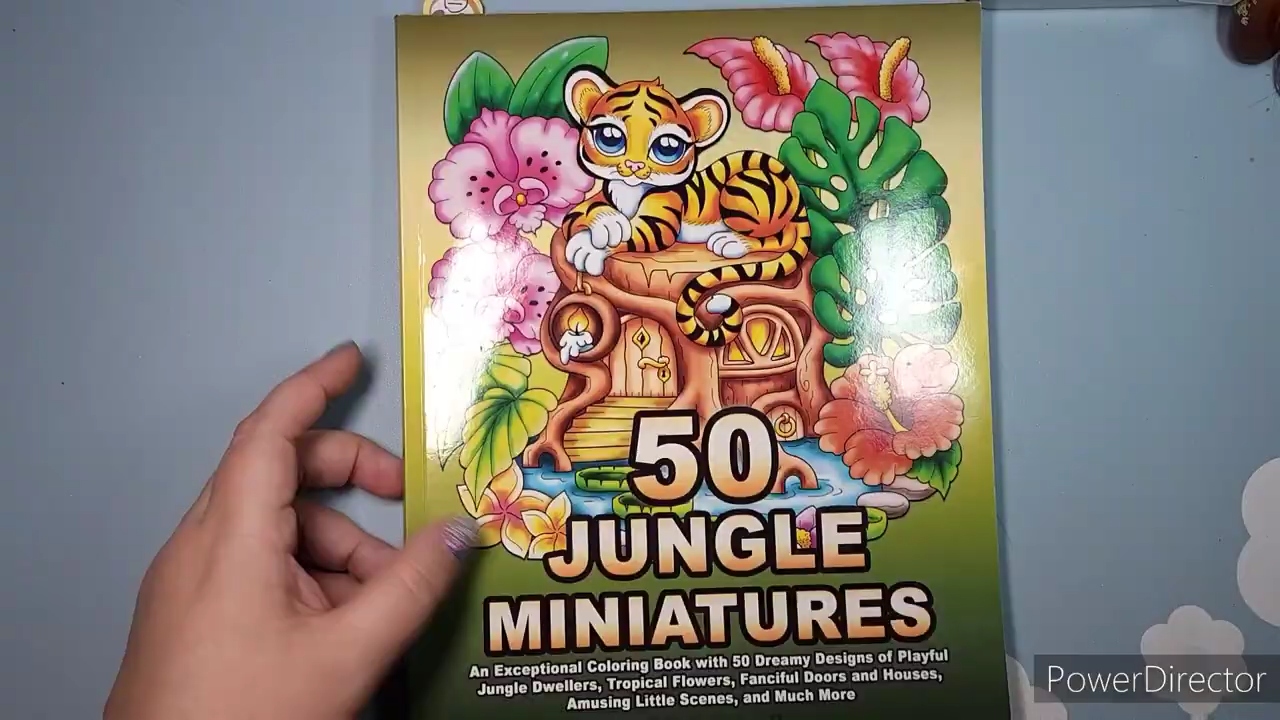 50
JUNGLE
MINIATURES
An Exceptional Coloring Book with 50 Dreamy Designs of Playful
Jungle Dwellers, Tropical Flowers, Fanciful Doors and Houses,
Amusing Little Scenes, and Much More
PowerDirector